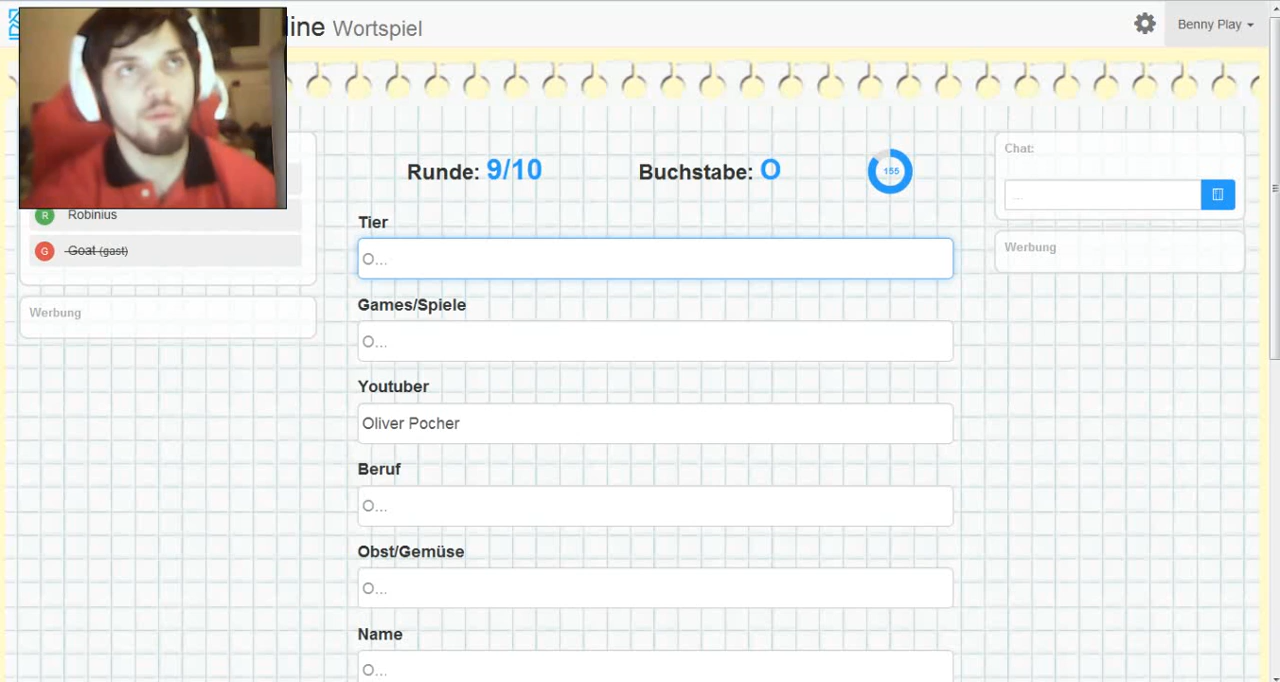 line Wortspiel
Benny Play
Runde: 9/10
Buchstabe: O
155
Chat:
...
Werbung
R Robinius
G Goat (gast)
Werbung
Tier
O...
Games/Spiele
O...
Youtuber
Oliver Pocher
Beruf
O...
Obst/Gemüse
O...
Name
O...